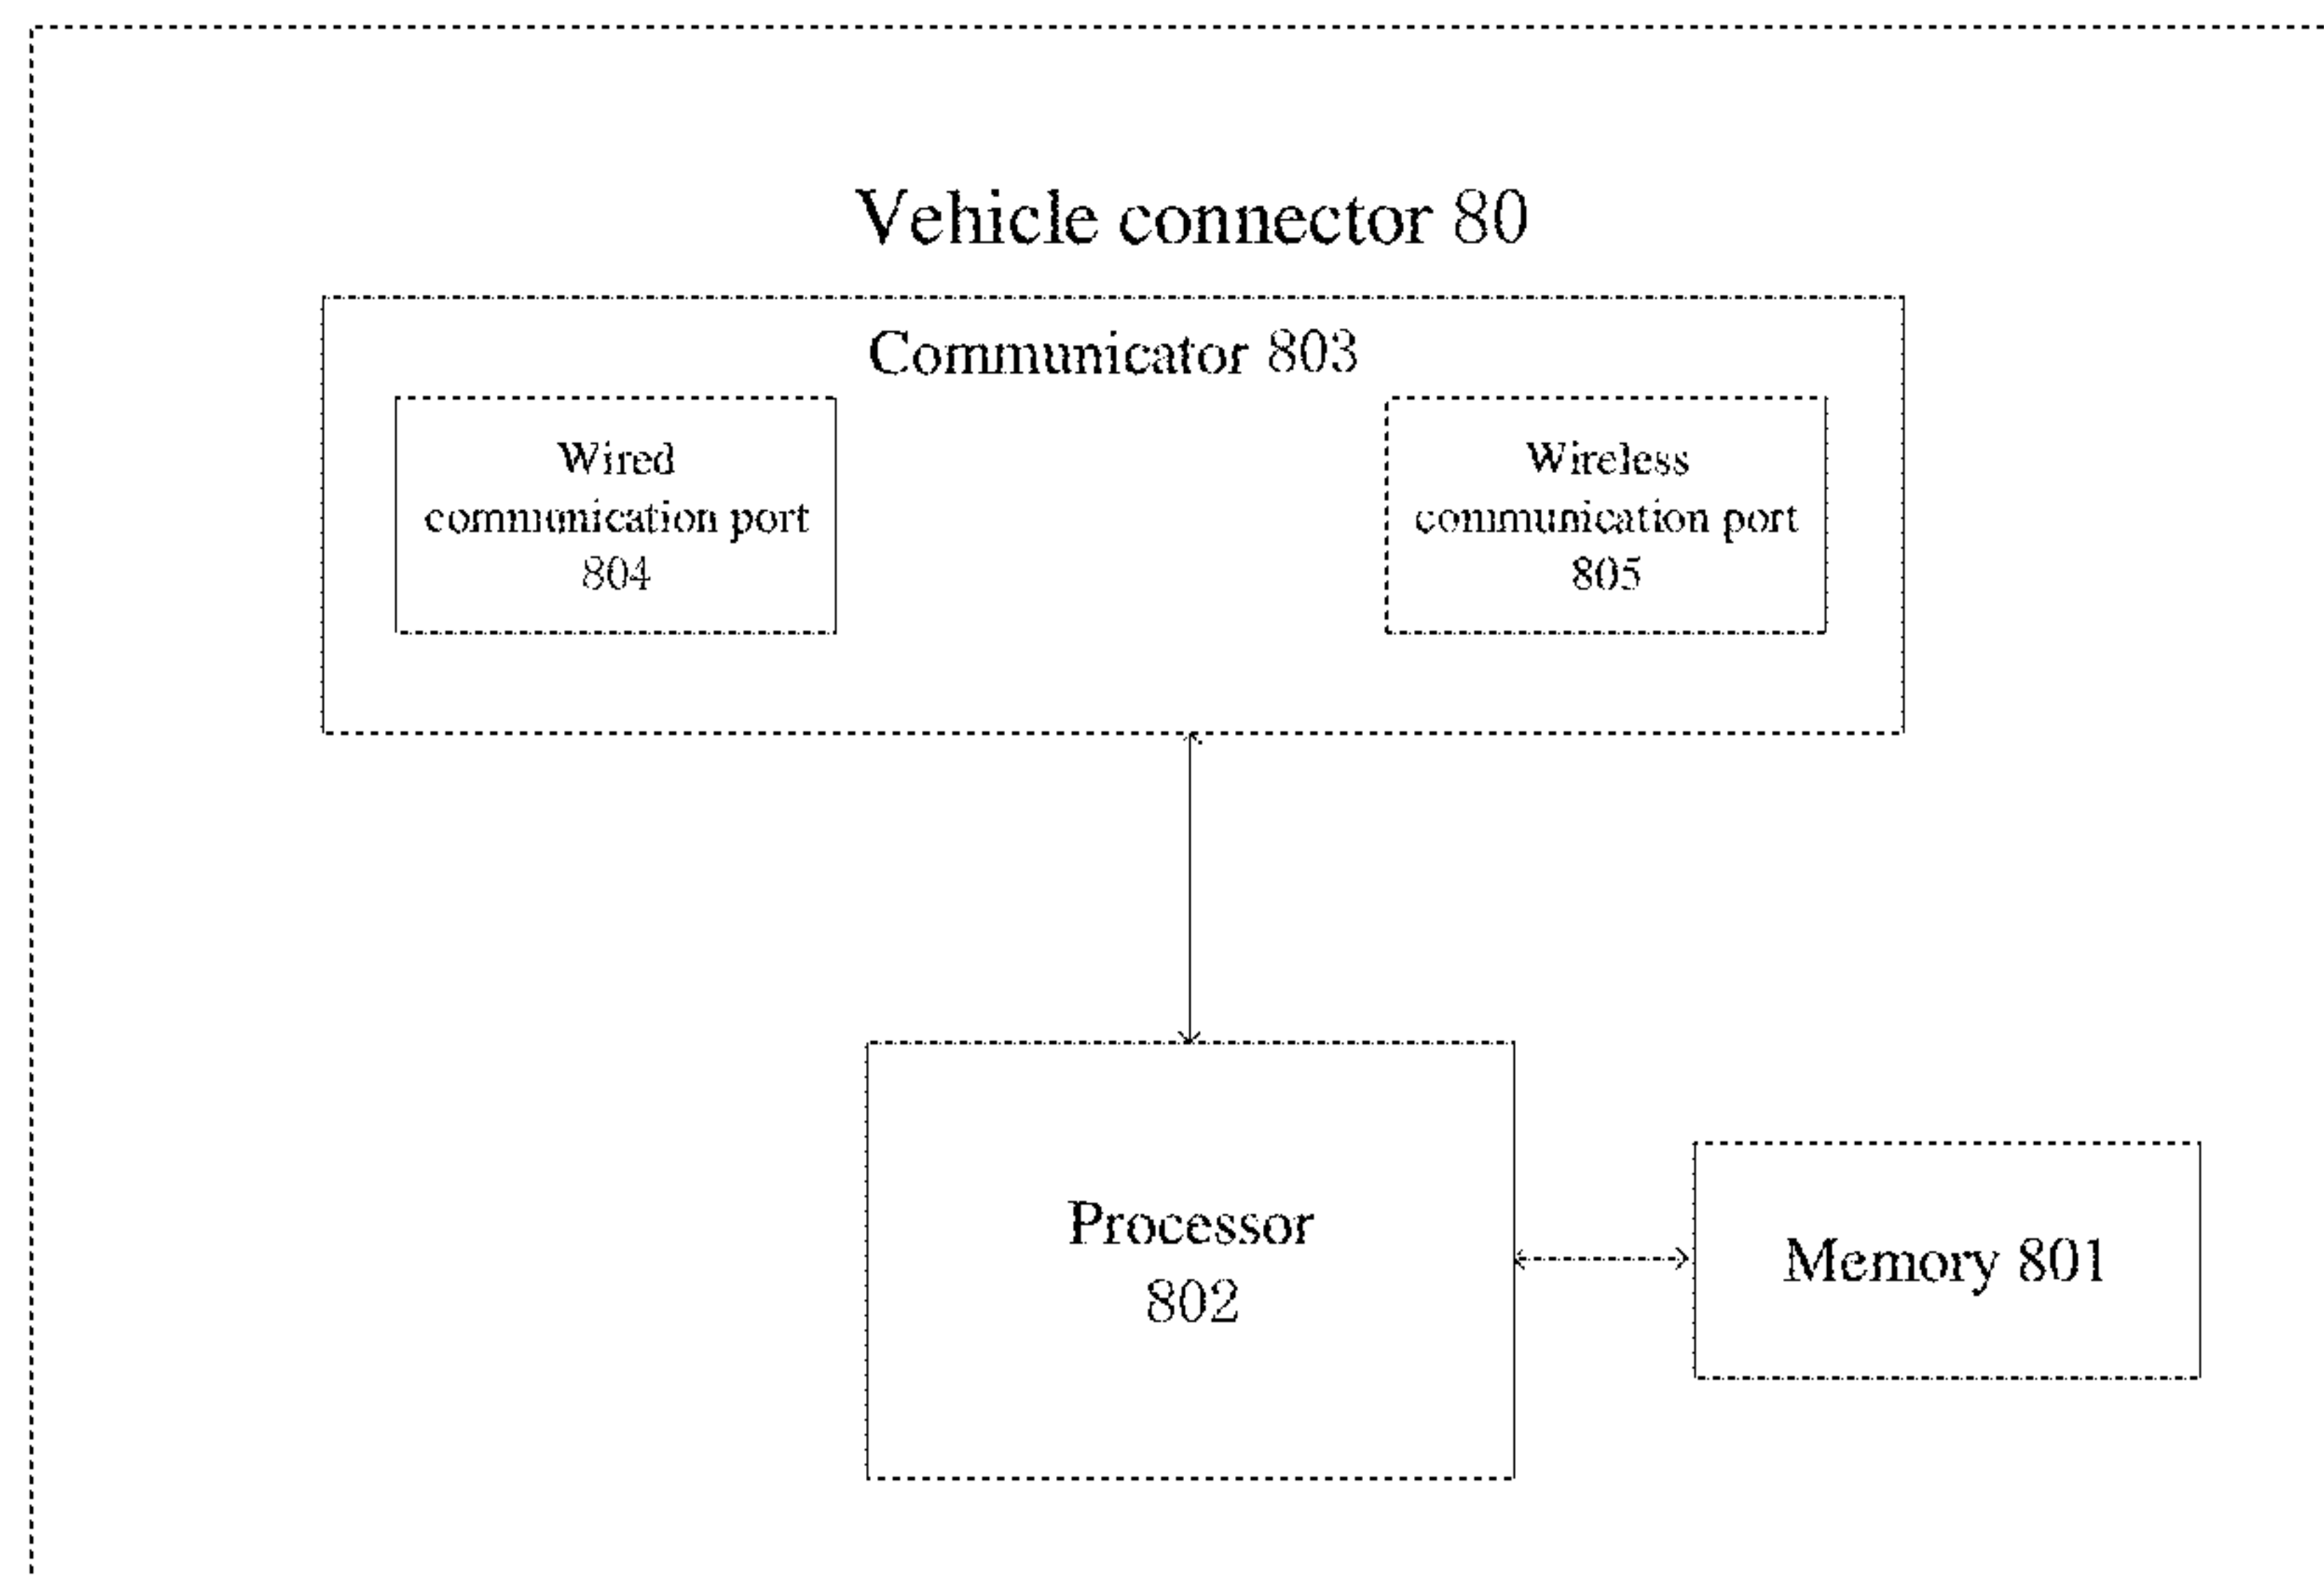 Vehicle connector 80
Communicator 803
Wired
communication port
804
Wireless
communication port
805
Processor
802
Memory 801